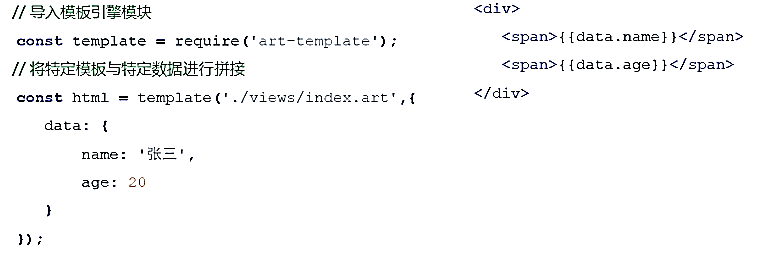 // 导入模板引擎模块
const template = require('art-template');
// 将特定模板与特定数据进行拼接
const html = template('./views/index.art',{
data: {
name: '张三',
age: 20
}
});
<div>
<span>{{data.name}}</span>
<span>{{data.age}}</span>
</div>